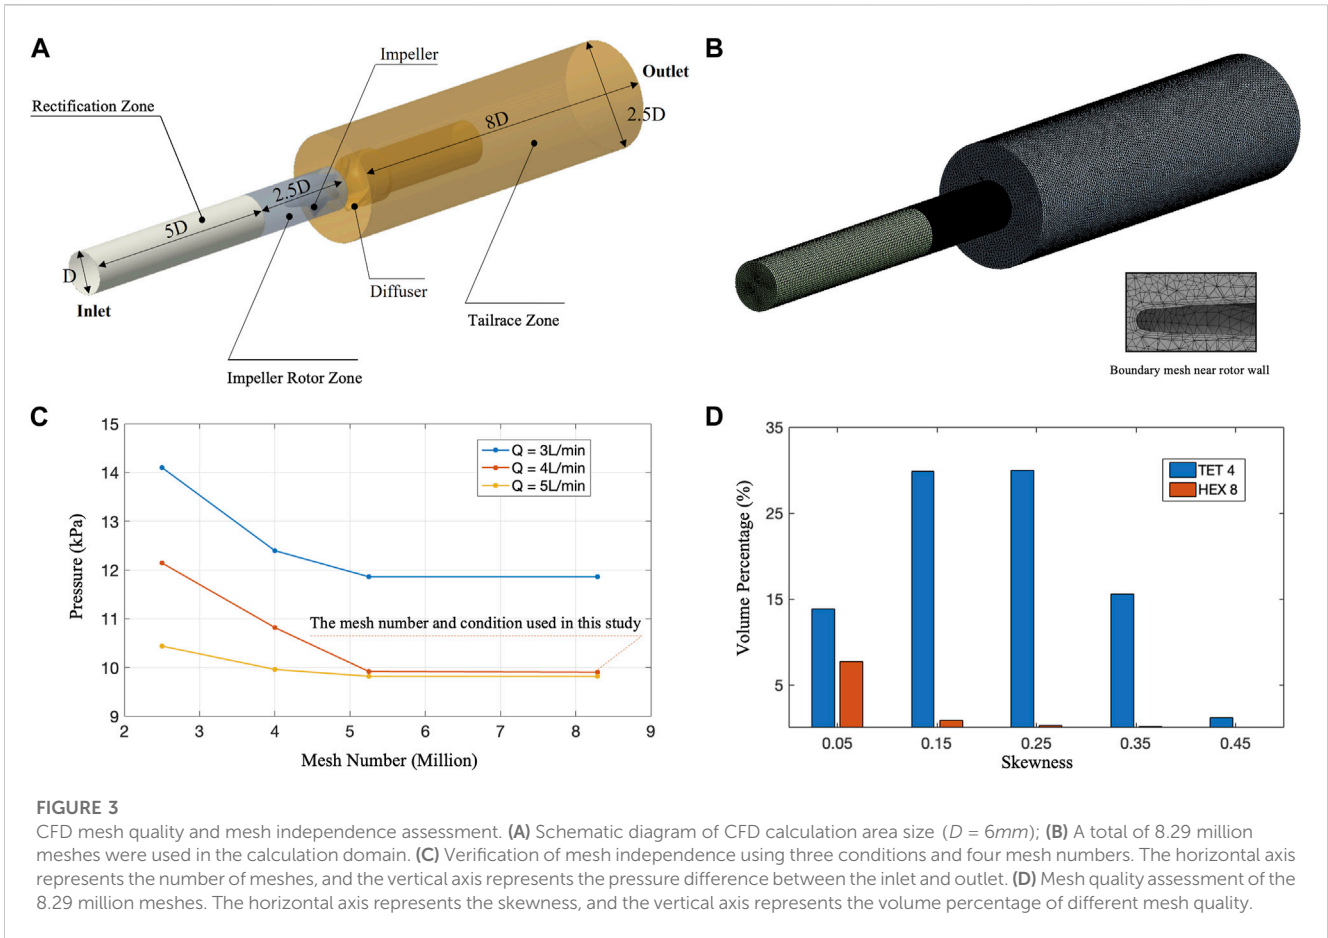 A
Impeller
Outlet
Rectification Zone
8D
2.5D
2.5D
5D
D
Inlet
Diffuser
Tailrace Zone
Impeller Rotor Zone
B
Boundary mesh near rotor wall
C
15
14
13
12
11
10
9
Pressure (kPa)
Q = 3L/min
Q = 4L/min
Q = 5L/min
The mesh number and condition used in this study
2 3 4 5 6 7 8 9
Mesh Number (Million)
D
35
25
15
5
Volume Percentage (%)
TET 4
HEX 8
0.05 0.15 0.25 0.35 0.45
Skewness
FIGURE 3
CFD mesh quality and mesh independence assessment. (A) Schematic diagram of CFD calculation area size (D = 6mm); (B) A total of 8.29 million
meshes were used in the calculation domain. (C) Verification of mesh independence using three conditions and four mesh numbers. The horizontal axis
represents the number of meshes, and the vertical axis represents the pressure difference between the inlet and outlet. (D) Mesh quality assessment of the
8.29 million meshes. The horizontal axis represents the skewness, and the vertical axis represents the volume percentage of different mesh quality.